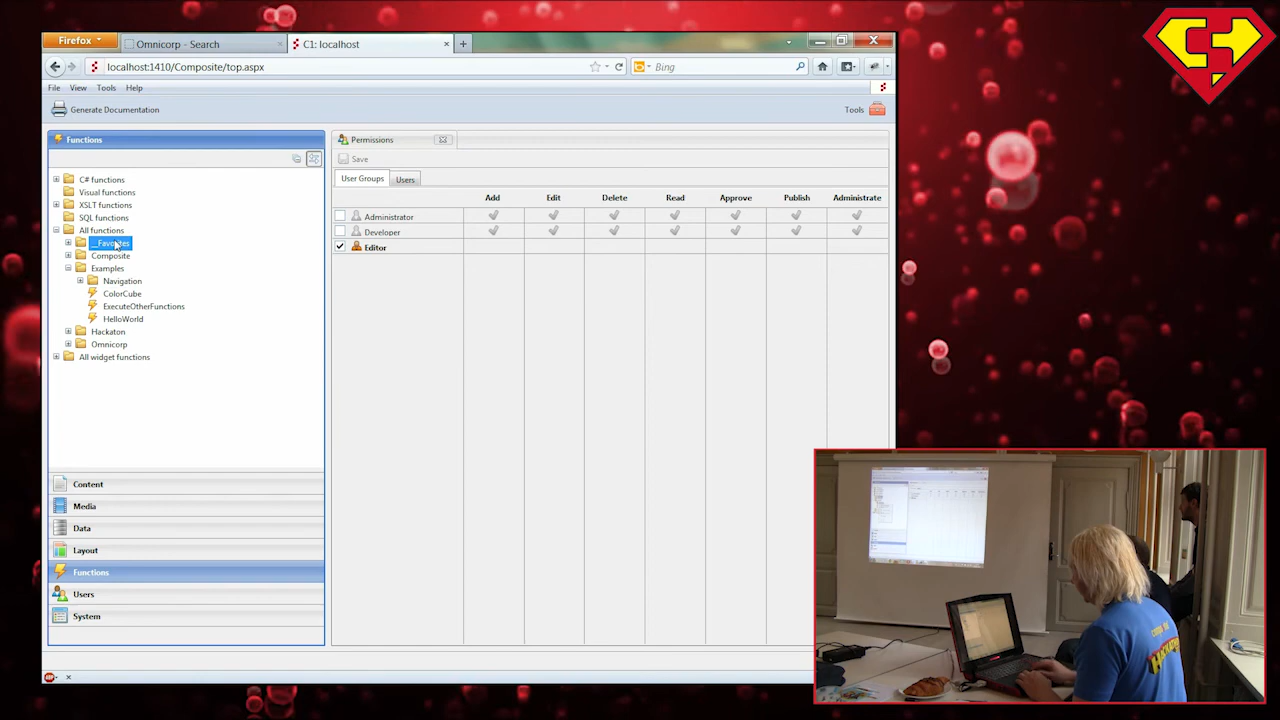 Firefox
Omnicorp - Search
C1: localhost
localhost:1410/Composite/top.aspx
Bing
File View Tools Help
Generate Documentation
Tools
Functions
C# functions
Visual functions
XSLT functions
SQL functions
All functions
Composite
Examples
Navigation
ColorCube
ExecuteOtherFunctions
HelloWorld
Hackaton
Omnicorp
All widget functions
Content
Media
Data
Layout
Functions
Users
System
Permissions
Save
User Groups Users
Add Edit Delete Read Approve Publish Administrate
Administrator
Developer
Editor
ABP